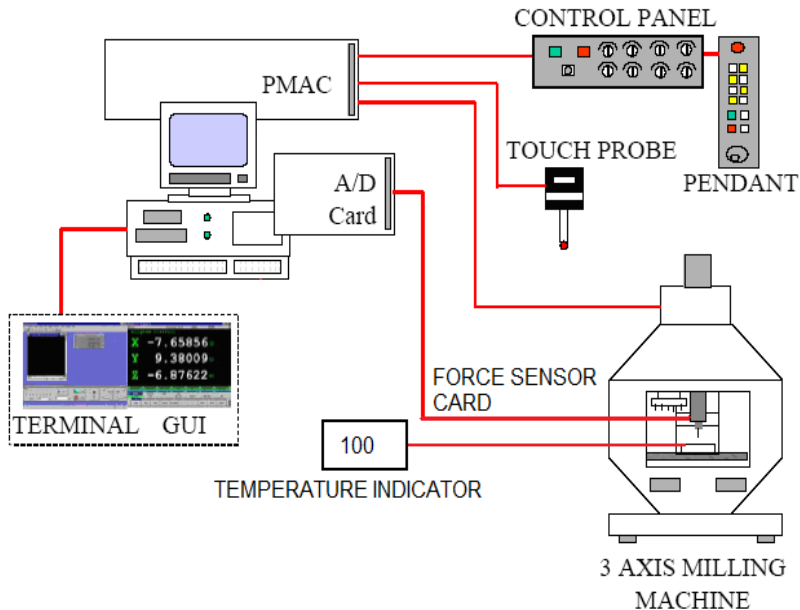 CONTROL PANEL
PMAC
TOUCH PROBE
PENDANT
A/D
Card
X -7.65856
Y 9.38009
Z -6.87622
TERMINAL GUI
FORCE SENSOR
CARD
100
TEMPERATURE INDICATOR
3 AXIS MILLING
MACHINE